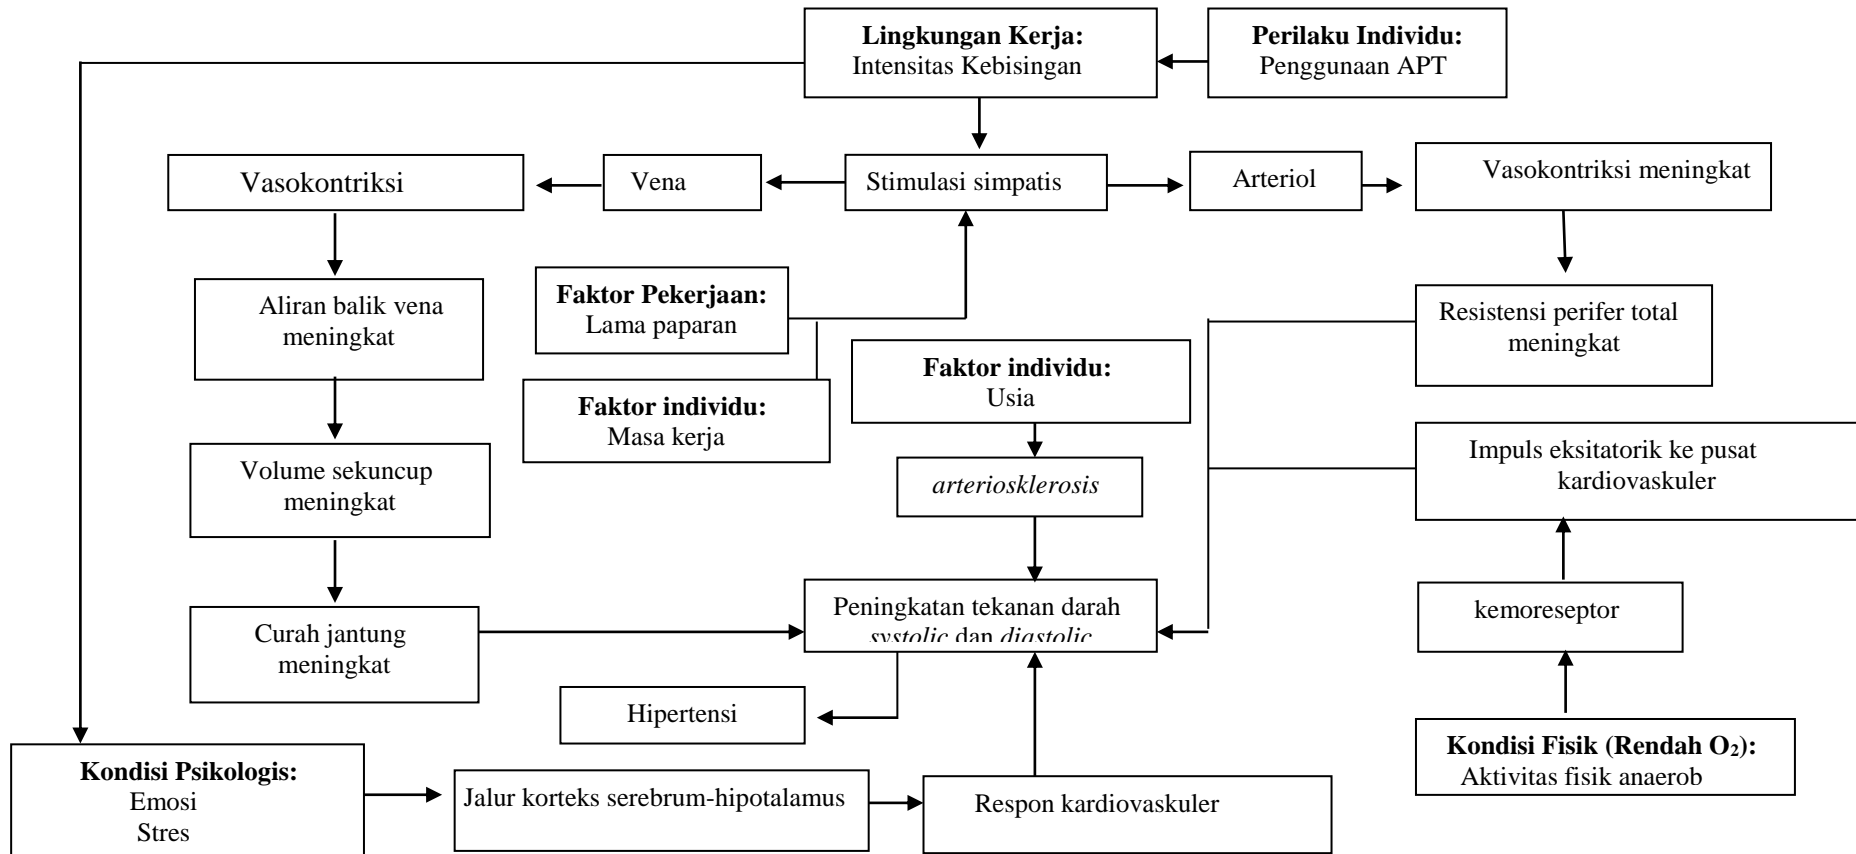 Lingkungan Kerja:
Intensitas Kebisingan
Perilaku Individu:
Penggunaan APT
Vasokontriksi
Vena
Stimulasi simpatis
Arteriol
Vasokontriksi meningkat
Aliran balik vena
meningkat
Faktor Pekerjaan:
Lama paparan
Resistensi perifer total
meningkat
Faktor individu:
Usia
Faktor individu:
Masa kerja
Volume sekuncup
meningkat
arteriosklerosis
Impuls eksitatorik ke pusat
kardiovaskuler
Curah jantung
meningkat
Peningkatan tekanan darah
systolic dan diastolic
kemoreseptor
Hipertensi
Kondisi Fisik (Rendah O₂):
Aktivitas fisik anaerob
Kondisi Psikologis:
Emosi
Stres
Jalur korteks serebrum-hipotalamus
Respon kardiovaskuler